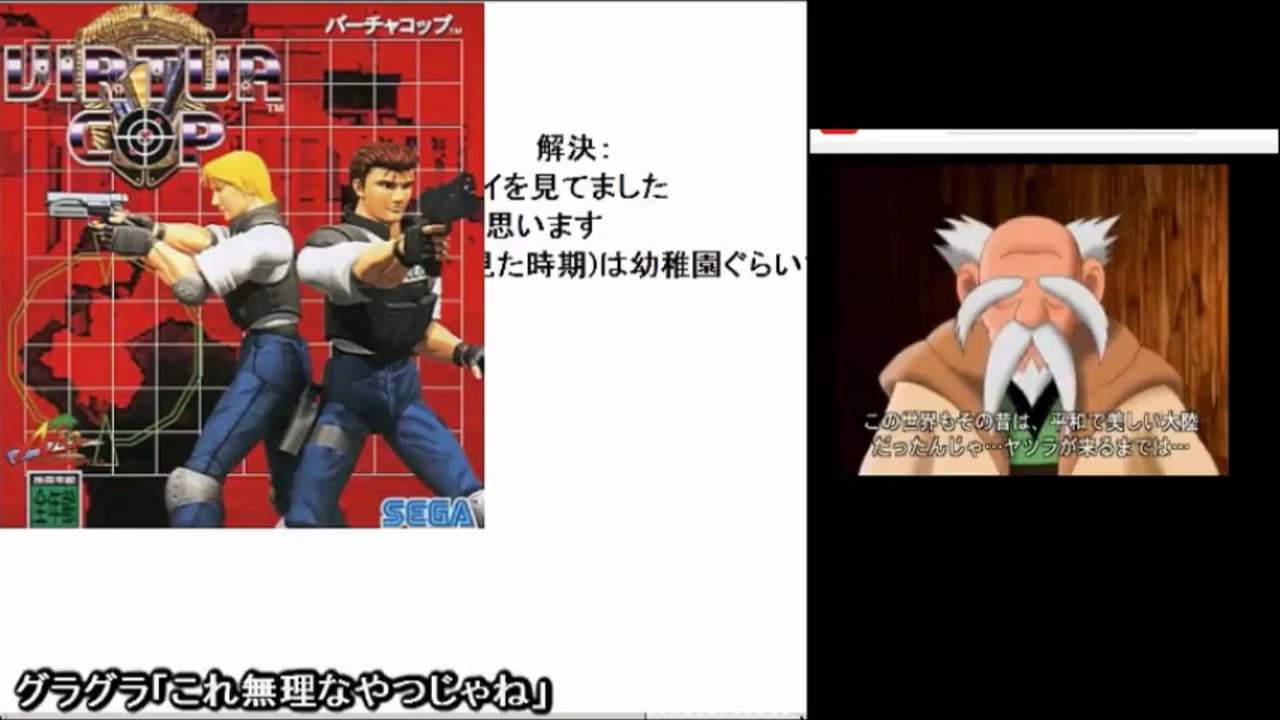 バーチャコップ™
VIRTUA
COP
™
解決:
イを見てました
思います
見た時期)は幼稚園ぐらい
SEGA
この世界もその昔は、平和で美しい大陸
だったんじゃ…ヤツラが来るまでは…
グラグラ「これ無理なやつじゃね」